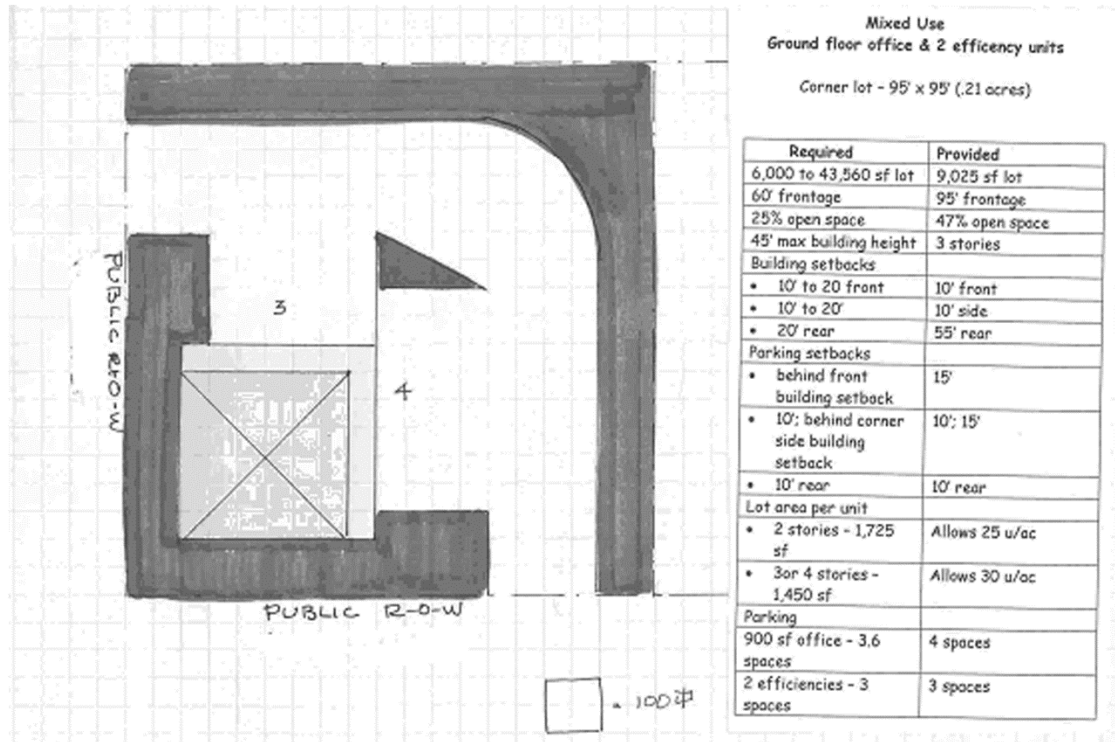 Mixed Use
Ground floor office & 2 efficency units
Corner lot – 95' x 95' (.21 acres)
Required Provided
6,000 to 43,560 sf lot 9,025 sf lot
60' frontage 95' frontage
25% open space 47% open space
45' max building height 3 stories
Building setbacks
• 10' to 20 front 10' front
• 10' to 20' 10' side
• 20' rear 55' rear
Parking setbacks
• behind front 15'
building setback
• 10'; behind corner 10'; 15'
side building
setback
• 10' rear 10' rear
Lot area per unit
• 2 stories – 1,725 Allows 25 u/ac
sf
• 3or 4 stories – Allows 30 u/ac
1,450 sf
Parking
900 sf office – 3.6 4 spaces
spaces
2 efficiencies – 3 3 spaces
spaces
PUBLIC R-O-W
3
4
PUBLIC R-O-W
100